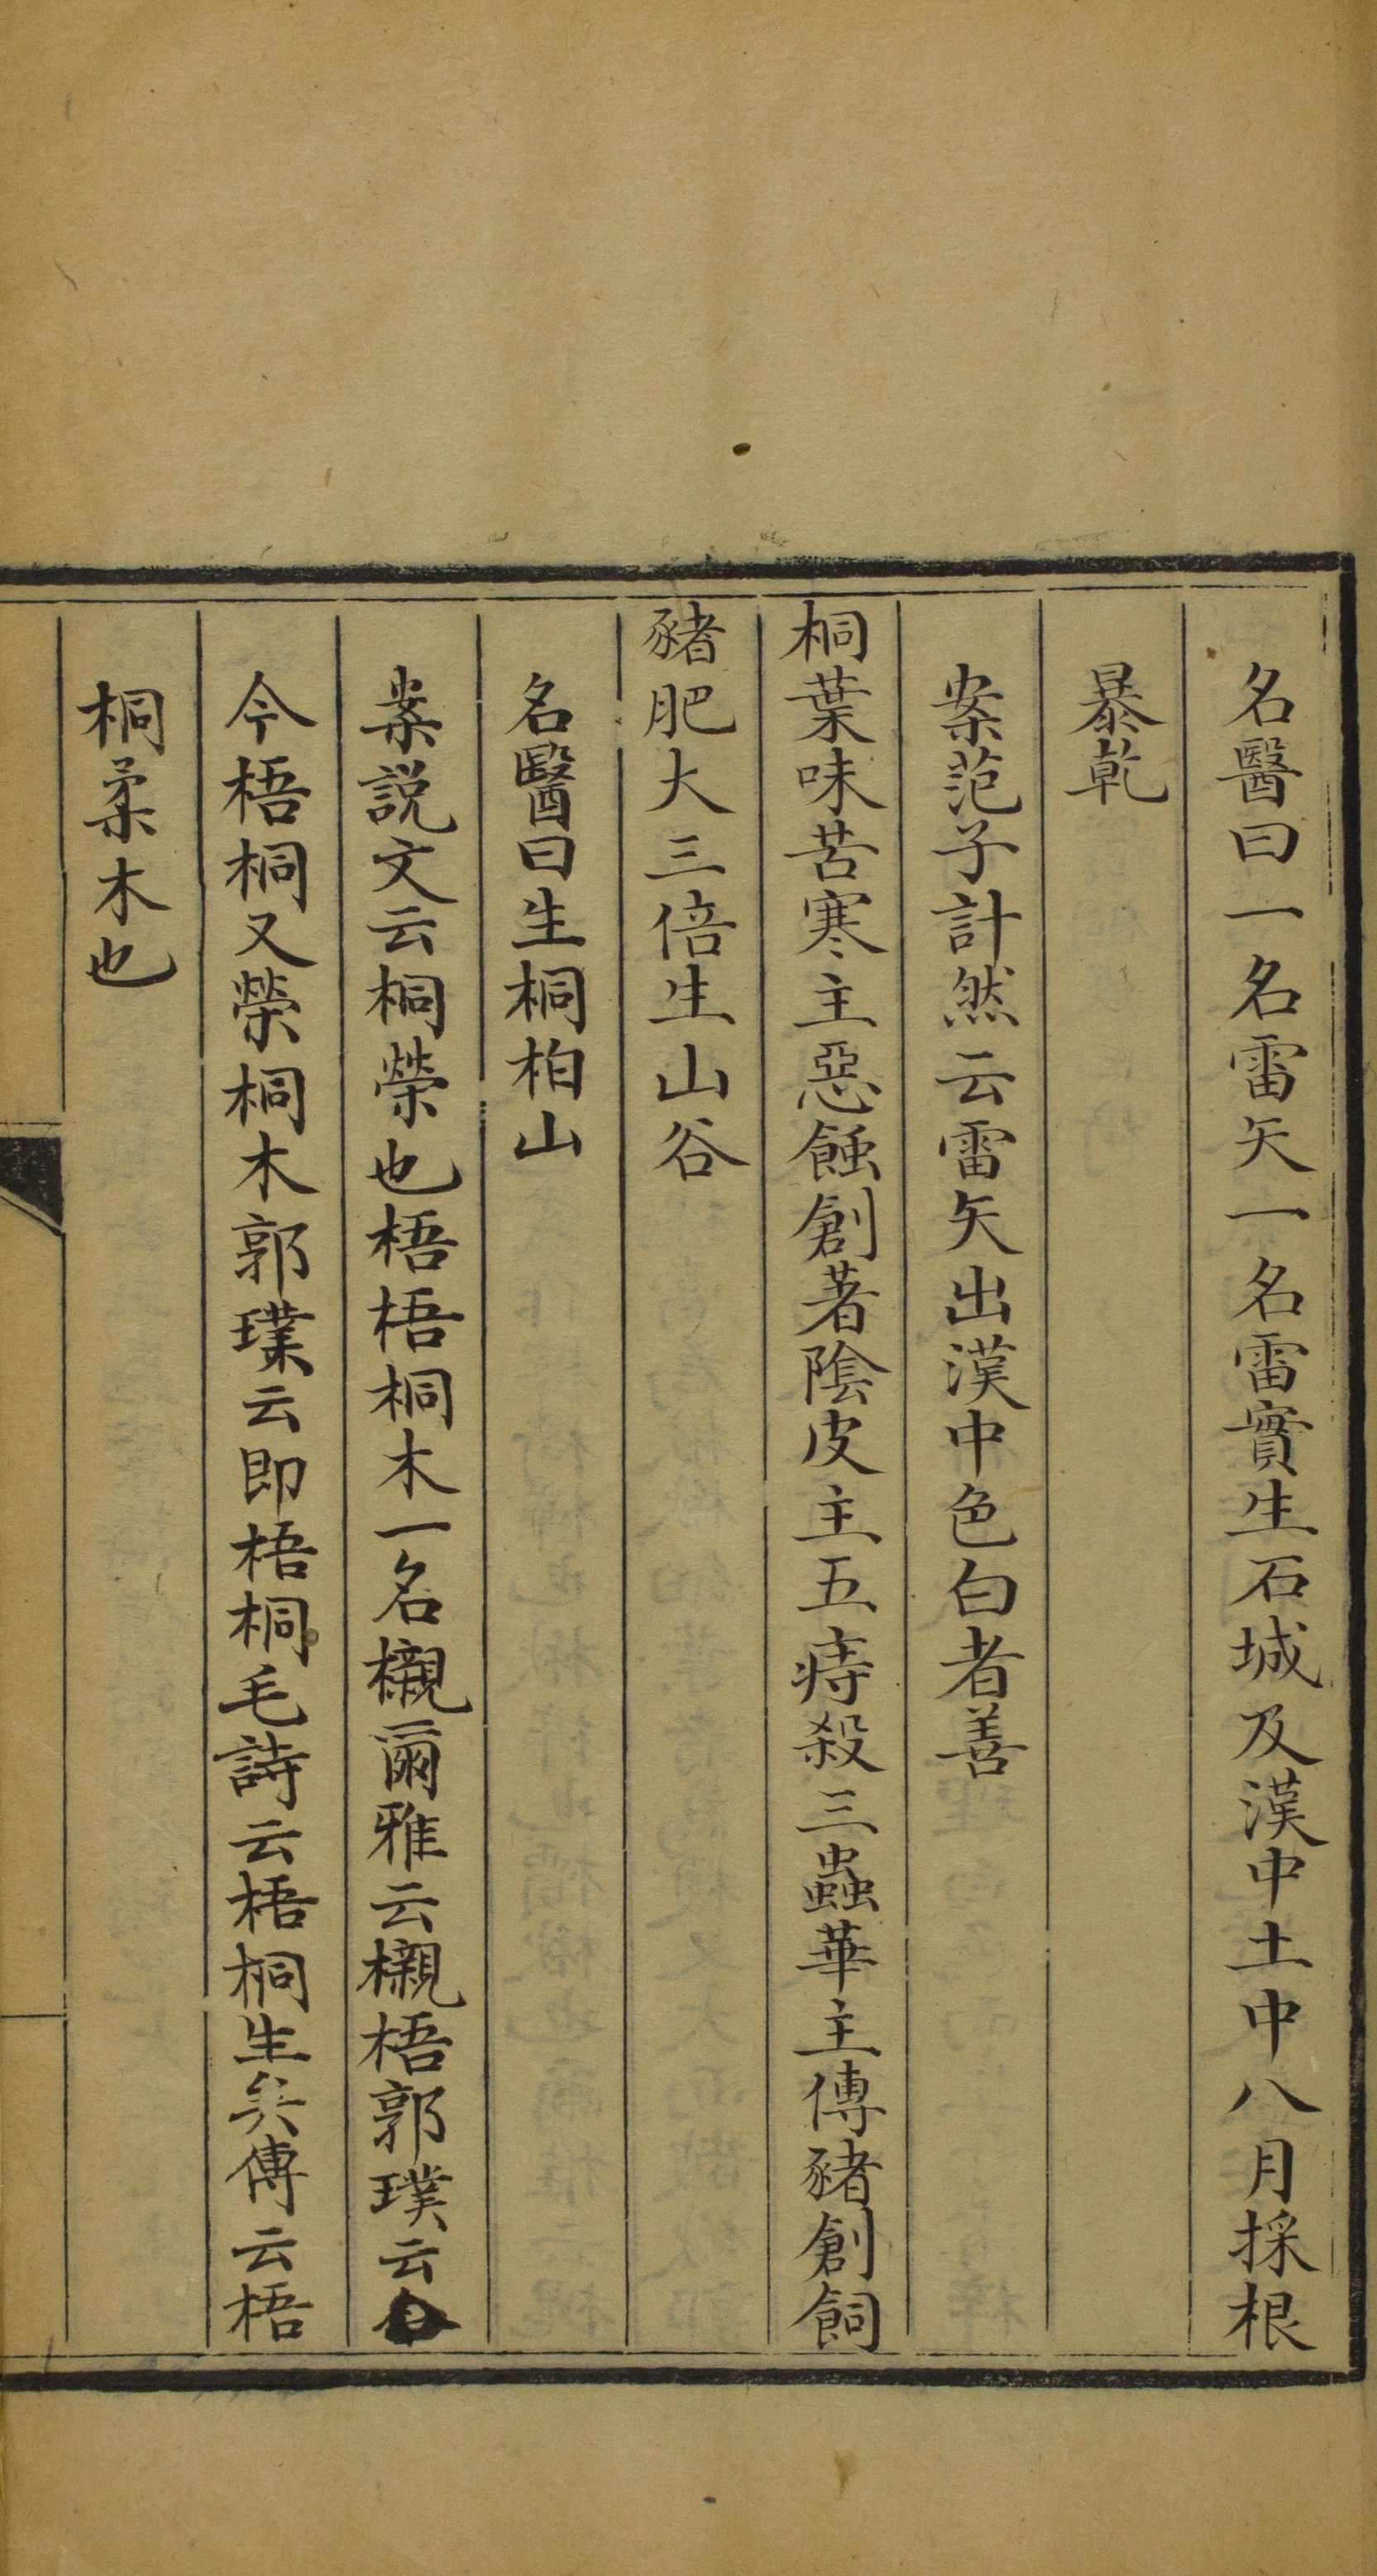 名醫曰一名雷矢一名雷實生石城及漢中土中八月採根
暴乾
案范子計然云雷矢出漢中色白者善
桐葉味苦寒主惡蝕創著陰皮主五痔殺三蟲華主傅豬創飼
豬肥大三倍生山谷
名醫曰生桐柏山
案說文云桐榮也梧梧桐木一名櫬爾雅云櫬梧郭璞云
今梧桐又榮桐木郭璞云即梧桐毛詩云梧桐生矣傳云梧
桐柔木也